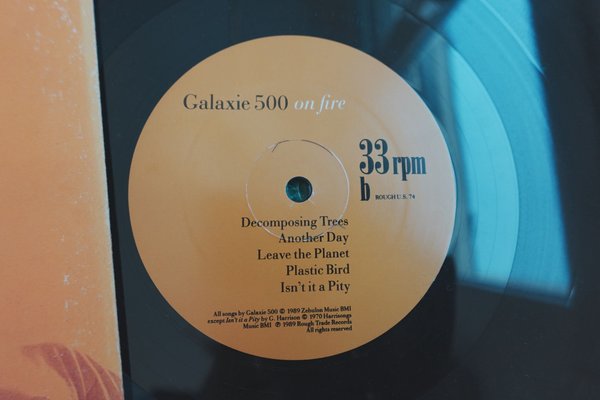 Galaxie 500 on fire
33 rpm
b ROUGH U.S. 74
Decomposing Trees
Another Day
Leave the Planet
Plastic Bird
Isn't it a Pity
All songs by Galaxie 500 © 1989 Zebulon Music BMI
except Isn't it a Pity by G. Harrison © 1970 Harrisongs
Music BMI ℗ 1989 Rough Trade Records
All rights reserved